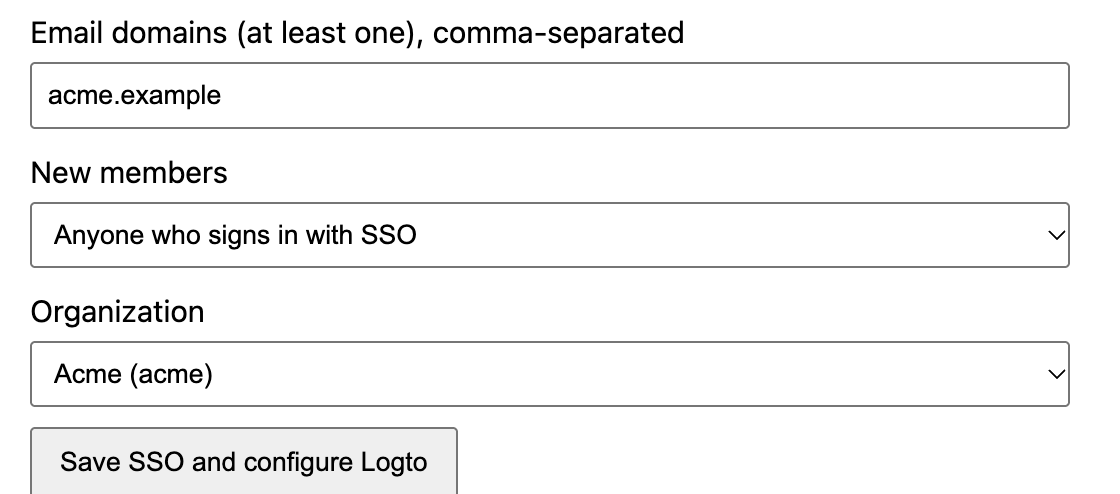 Email domains (at least one), comma-separated
acme.example
New members
Anyone who signs in with SSO
Organization
Acme (acme)
Save SSO and configure Logto